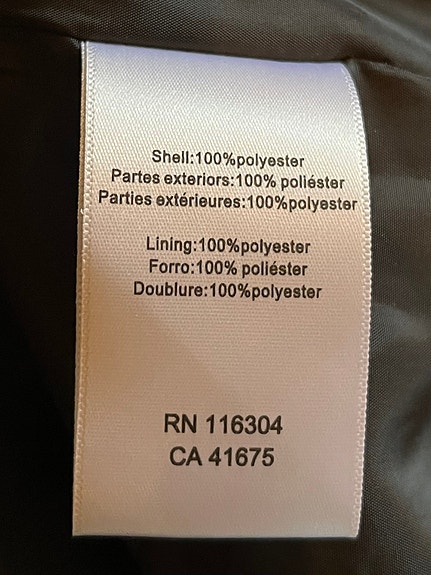 Shell:100%polyester
Partes exteriors:100% poliéster
Parties extérieures:100%polyester
Lining:100%polyester
Forro:100% poliéster
Doublure:100%polyester
RN 116304
CA 41675